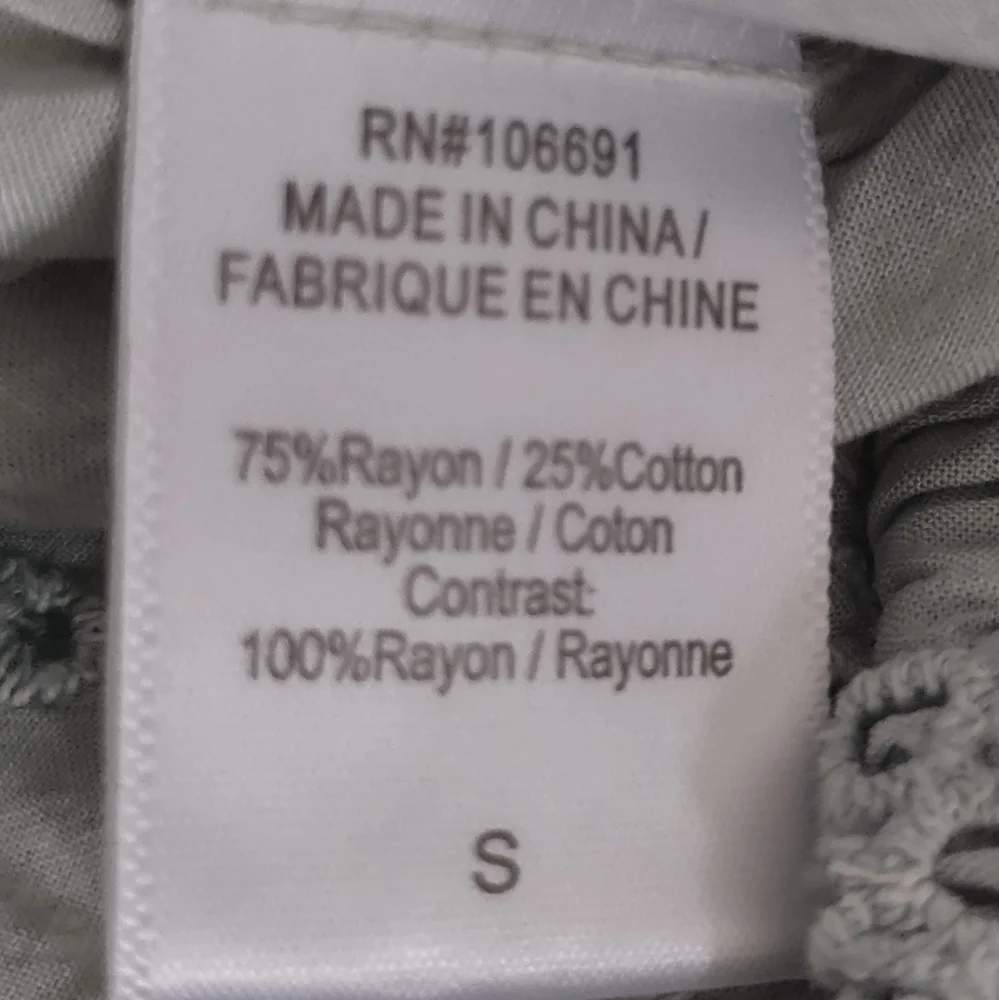 RN#106691
MADE IN CHINA/
FABRIQUE EN CHINE
75%Rayon / 25%Cotton
Rayonne / Coton
Contrast:
100%Rayon / Rayonne
S